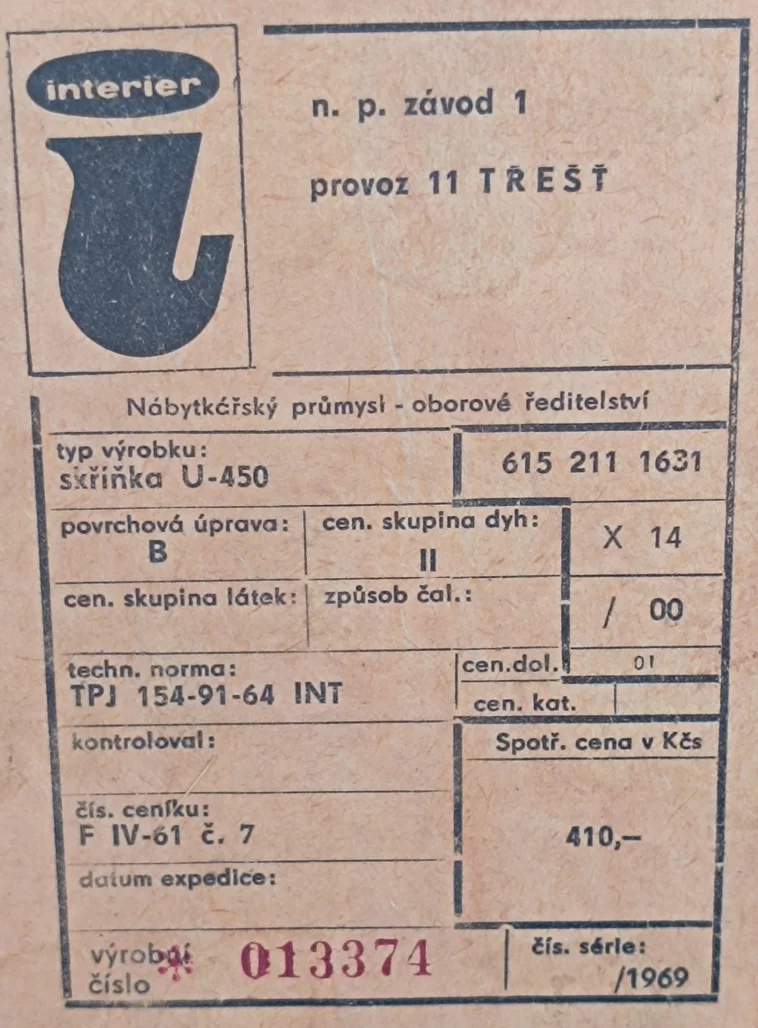 interier
n. p. závod 1
provoz 11 TŘEŠŤ
Nábytkářský průmysl - oborové ředitelství
typ výrobku:
skříňka U-450
615 211 1631
povrchová úprava:
B
cen. skupina dyh:
II
X 14
cen. skupina látek:
způsob čal.:
/ 00
techn. norma:
TPJ 154-91-64 INT
cen.dol.
01
cen. kat.
kontroloval:
Spotř. cena v Kčs
čís. ceníku:
F IV-61 č. 7
410,—
datum expedice:
výrobní
číslo
* 013374
čís. série:
/1969